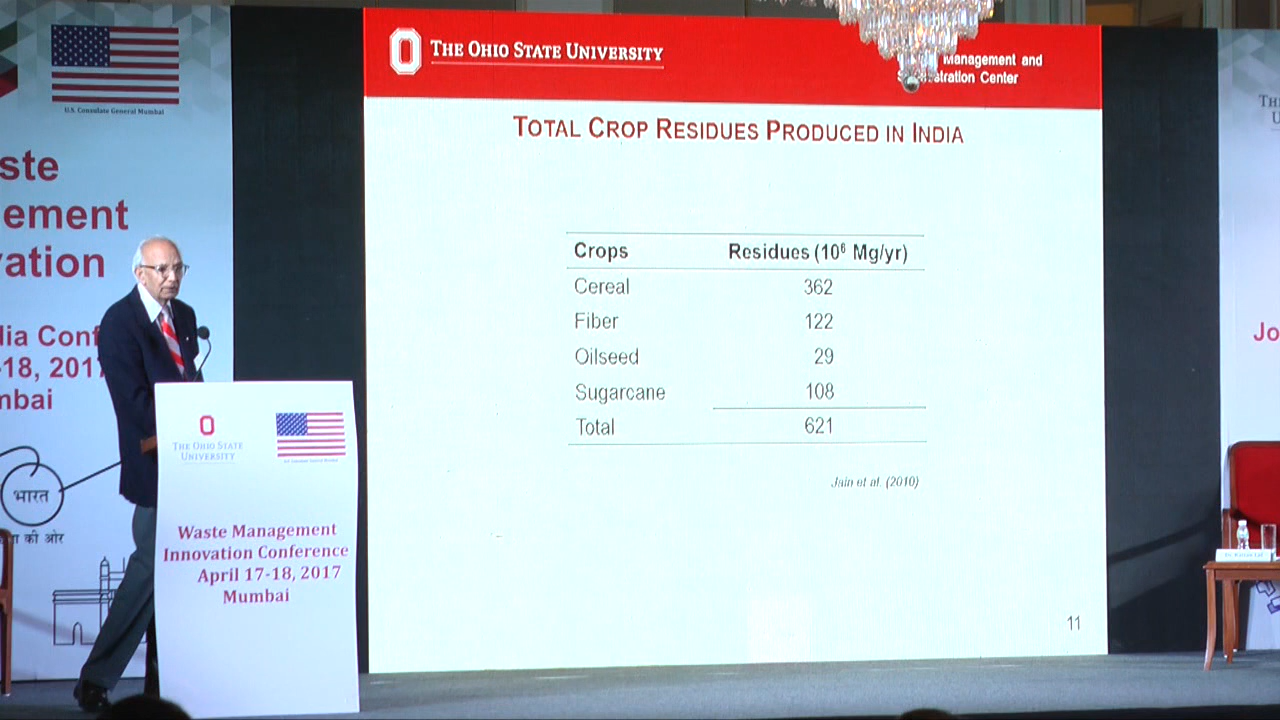 U.S. Consulate General Mumbai
ste
ement
ation
dia Conf
-18, 2017
mbai
भारत
की ओर
O
THE OHIO STATE UNIVERSITY
Management and
Center
TOTAL CROP RESIDUES PRODUCED IN INDIA
Crops Residues (10⁶ Mg/yr)
Cereal 362
Fiber 122
Oilseed 29
Sugarcane 108
Total 621
Jain et al. (2010)
11
O
THE OHIO STATE
UNIVERSITY
Waste Management
Innovation Conference
April 17-18, 2017
Mumbai
TH
U
Jo